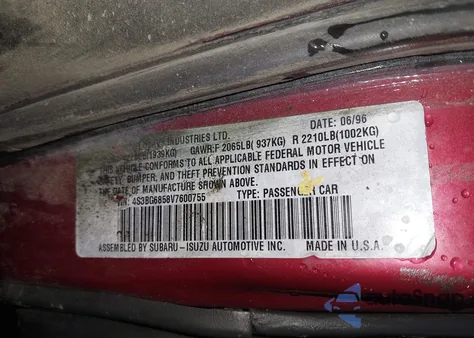 INDUSTRIES LTD. DATE: 06/96
GAWR:F 2065LB( 937KG) R 2210LB(1002KG)
VEHICLE CONFORMS TO ALL APPLICABLE FEDERAL MOTOR VEHICLE
BUMPER, AND THEFT PREVENTION STANDARDS IN EFFECT ON
THE DATE OF MANUFACTURE SHOWN ABOVE.
4S3BG6858V7600755 TYPE: PASSENGER CAR
ASSEMBLED BY SUBARU-ISUZU AUTOMOTIVE INC. MADE IN U.S.A.